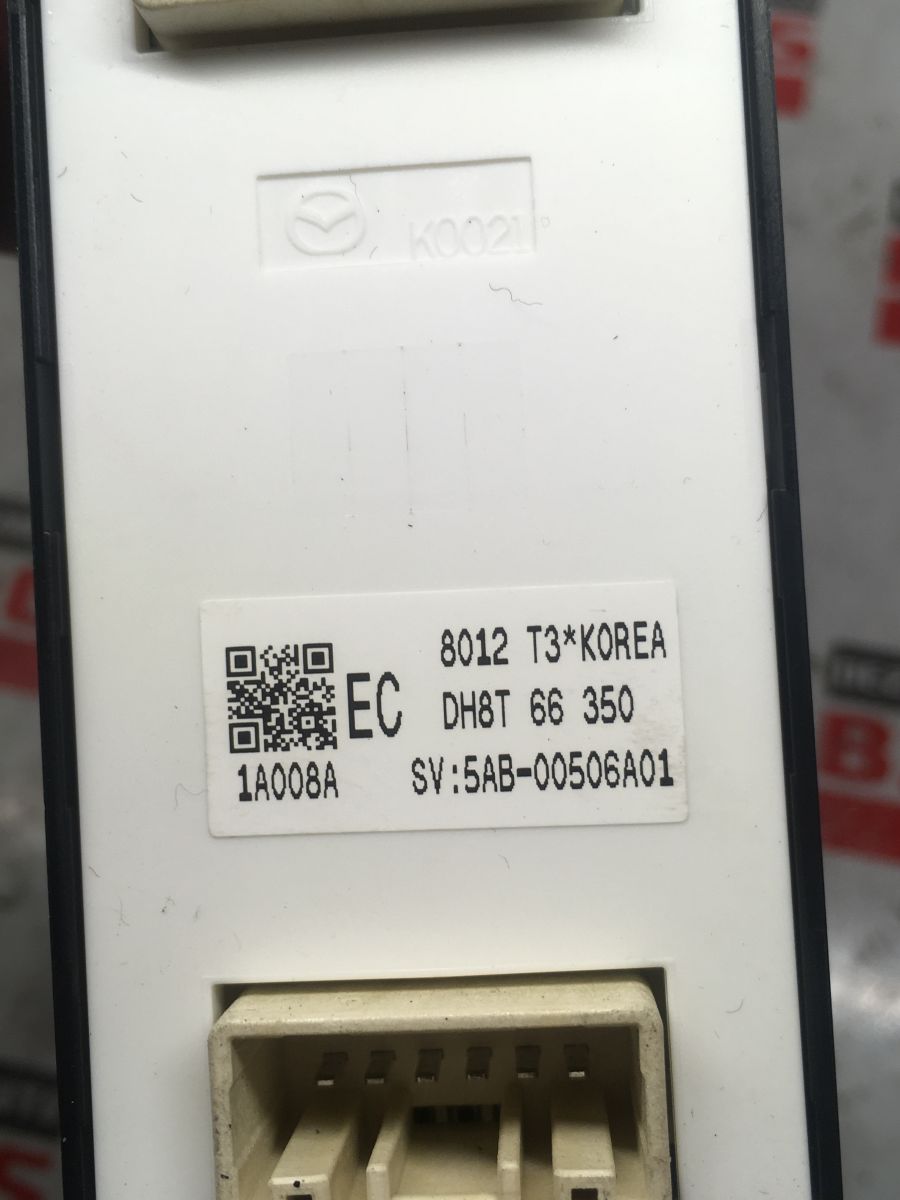 K0021
8012 T3*KOREA
EC
DH8T 66 350
1A008A
SV:5AB-00506A01